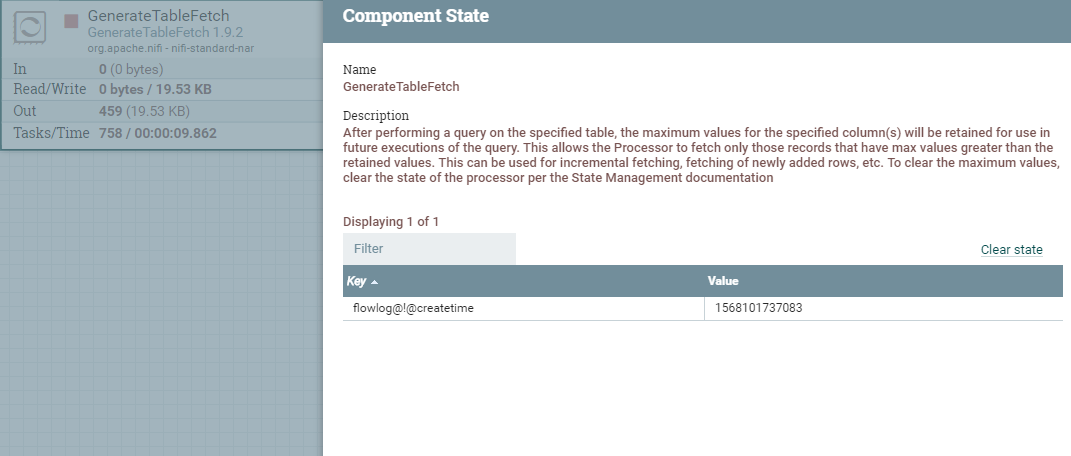 GenerateTableFetch
GenerateTableFetch 1.9.2
org.apache.nifi - nifi-standard-nar
In 0 (0 bytes)
Read/Write 0 bytes / 19.53 KB
Out 459 (19.53 KB)
Tasks/Time 758 / 00:00:09.862
Component State
Name
GenerateTableFetch
Description
After performing a query on the specified table, the maximum values for the specified column(s) will be retained for use in
future executions of the query. This allows the Processor to fetch only those records that have max values greater than the
retained values. This can be used for incremental fetching, fetching of newly added rows, etc. To clear the maximum values,
clear the state of the processor per the State Management documentation
Displaying 1 of 1
Filter
Clear state
Key Value
flowlog@!@createtime 1568101737083